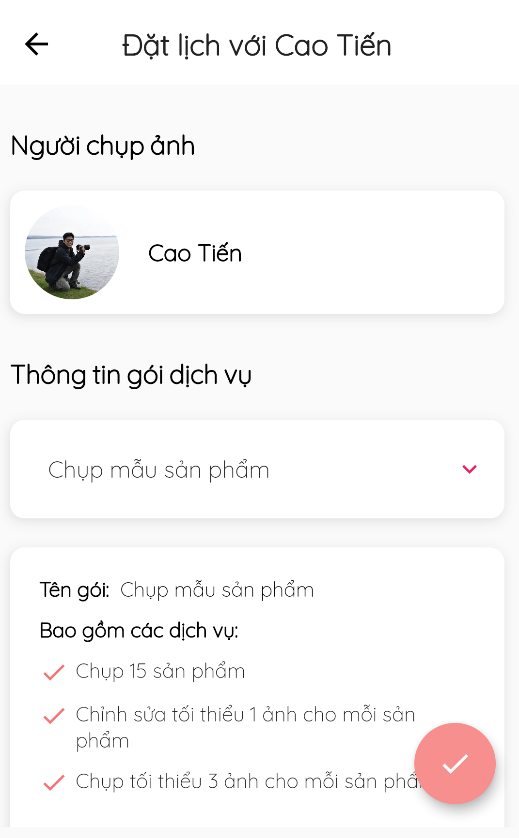 Đặt lịch với Cao Tiến
Người chụp ảnh
Cao Tiến
Thông tin gói dịch vụ
Chụp mẫu sản phẩm
Tên gói: Chụp mẫu sản phẩm
Bao gồm các dịch vụ:
Chụp 15 sản phẩm
Chỉnh sửa tối thiểu 1 ảnh cho mỗi sản
phẩm
Chụp tối thiểu 3 ảnh cho mỗi sản